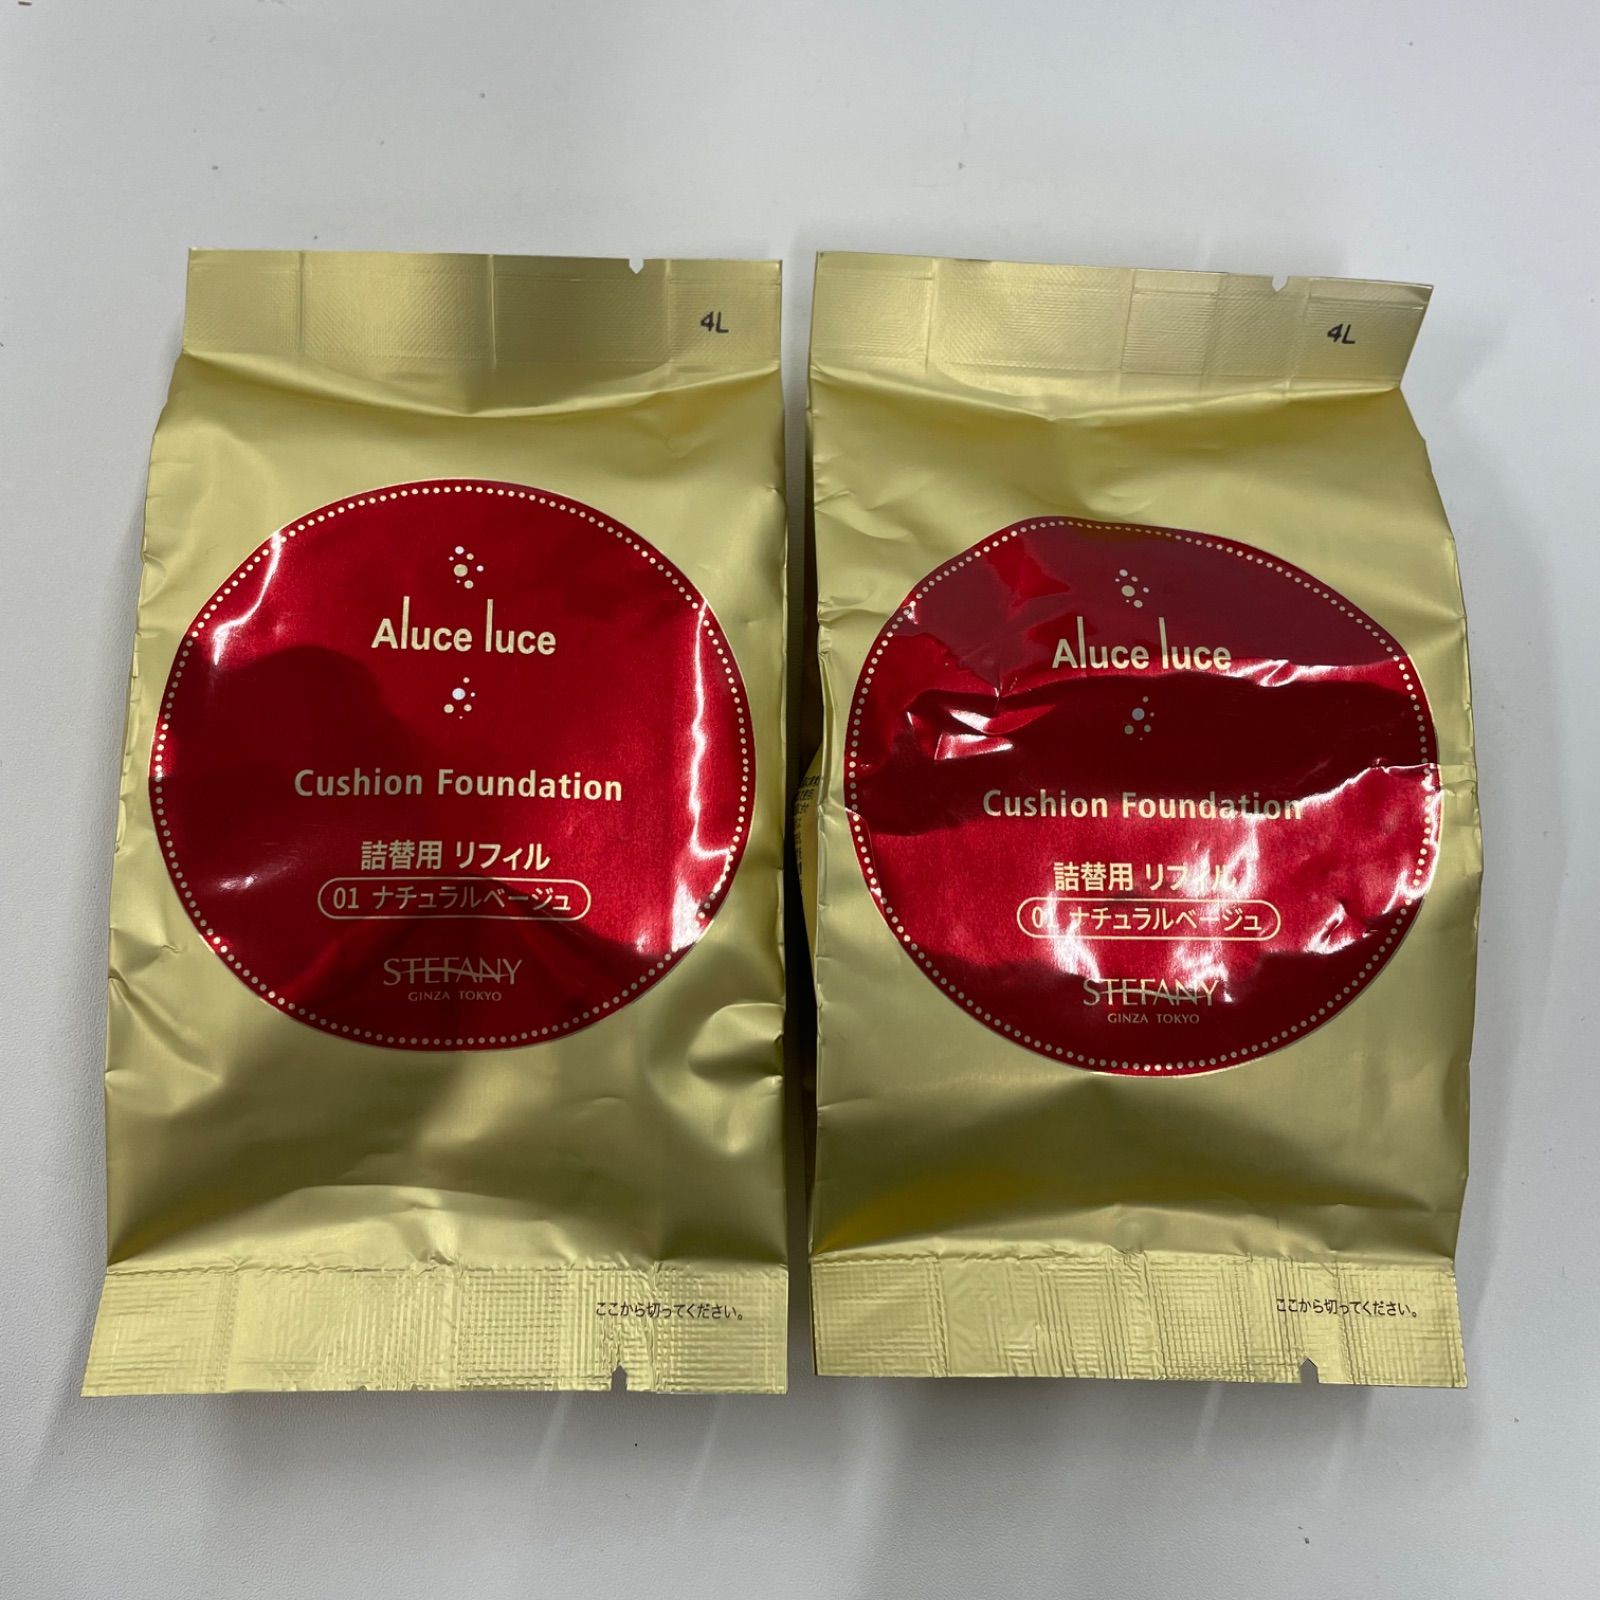 4L
Aluce luce
Cushion Foundation
詰替用 リフィル
01 ナチュラルベージュ
STEFANY
GINZA TOKYO
ここから切ってください。
4L
Aluce luce
Cushion Foundation
詰替用 リフィル
01 ナチュラルベージュ
STEFANY
GINZA TOKYO
ここから切ってください。